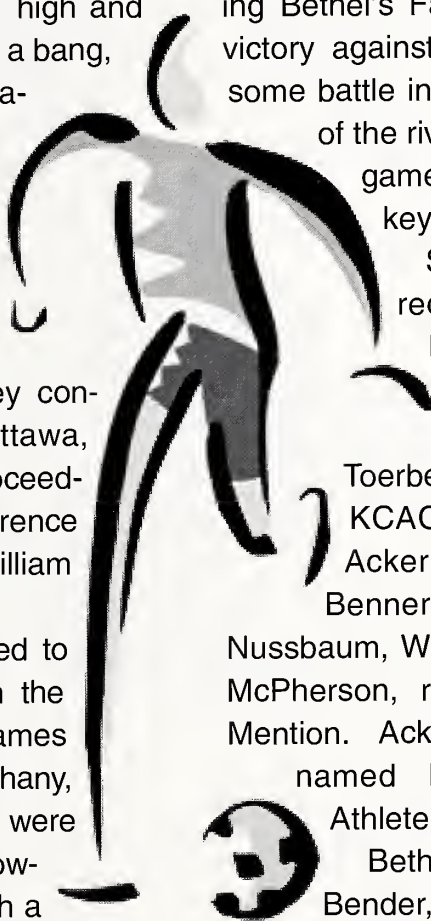 high and
a bang,
a-
ey con-
ttawa,
oceed-
rence
illiam
ed to
n the
ames
hany,
were
ow-
h a
ing Bethel's Fa
victory against
some battle in
of the riv
game
key
S
rec
Toerbe
KCAC
Acker
Benner
Nussbaum, W
McPherson, r
Mention. Ack
named
Athlete
Beth
Bender,